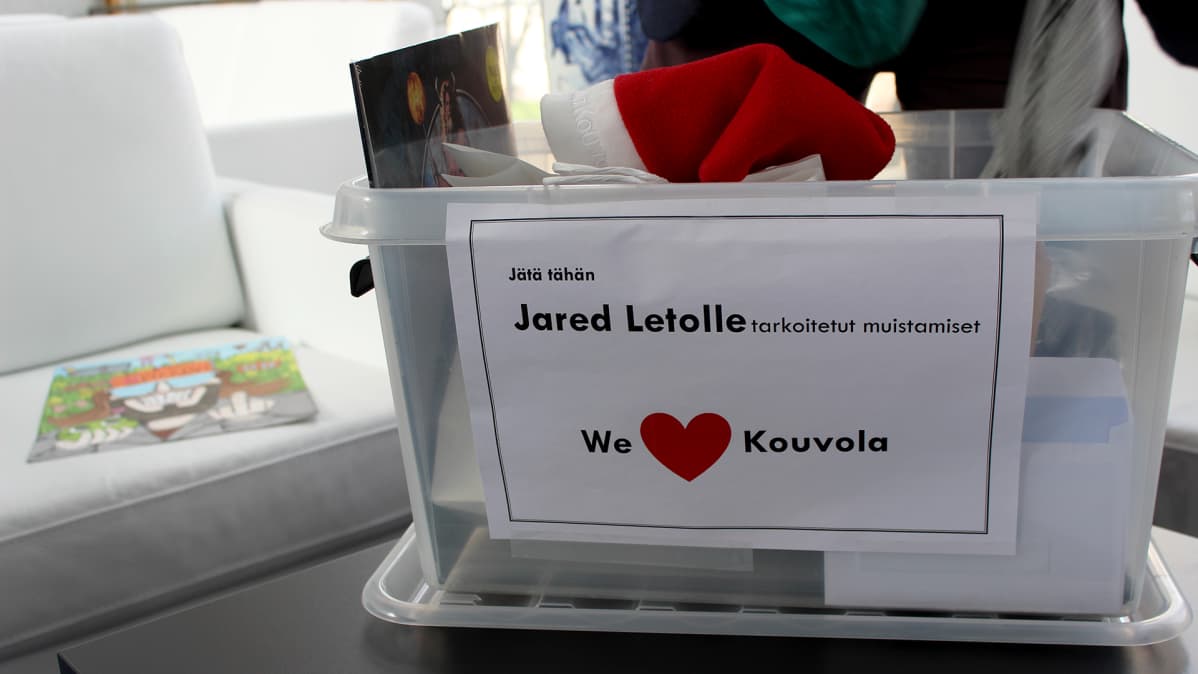 Jätä tähän
Jared Letolle tarkoitetut muistamiset
We ❤ Kouvola